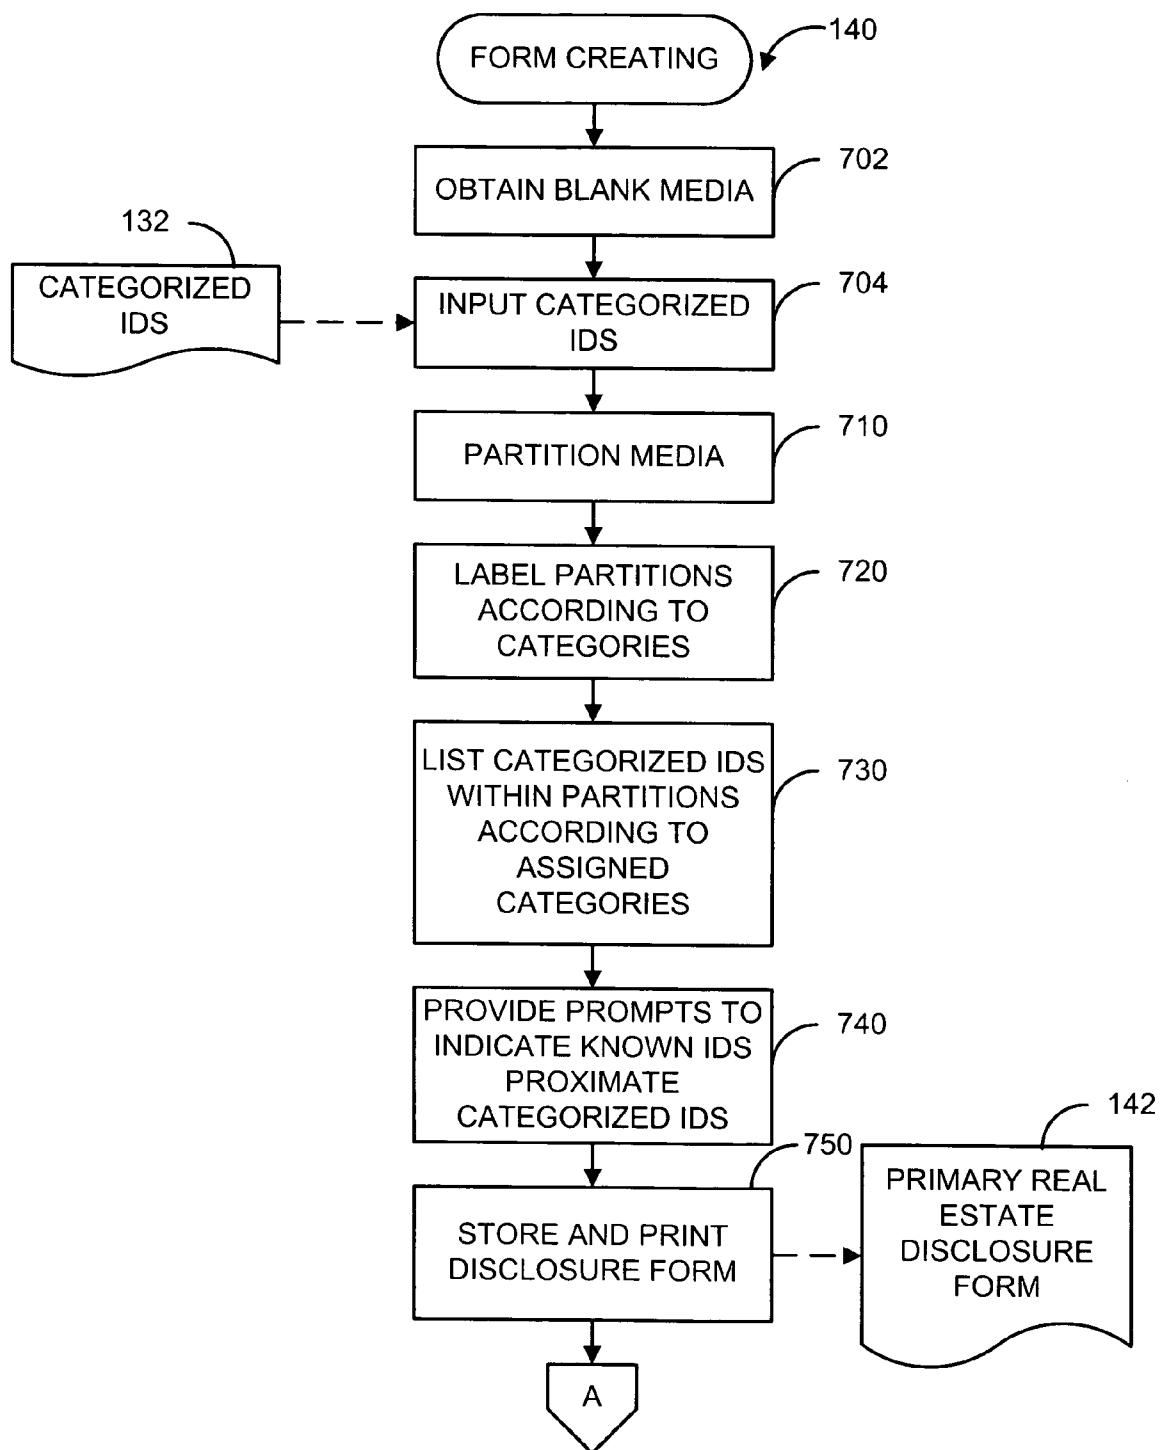 FORM CREATING
140
OBTAIN BLANK MEDIA
702
132
CATEGORIZED
IDS
INPUT CATEGORIZED
IDS
704
PARTITION MEDIA
710
LABEL PARTITIONS
ACCORDING TO
CATEGORIES
720
LIST CATEGORIZED IDS
WITHIN PARTITIONS
ACCORDING TO
ASSIGNED
CATEGORIES
730
PROVIDE PROMPTS TO
INDICATE KNOWN IDS
PROXIMATE
CATEGORIZED IDS
740
STORE AND PRINT
DISCLOSURE FORM
750
142
PRIMARY REAL
ESTATE
DISCLOSURE
FORM
A